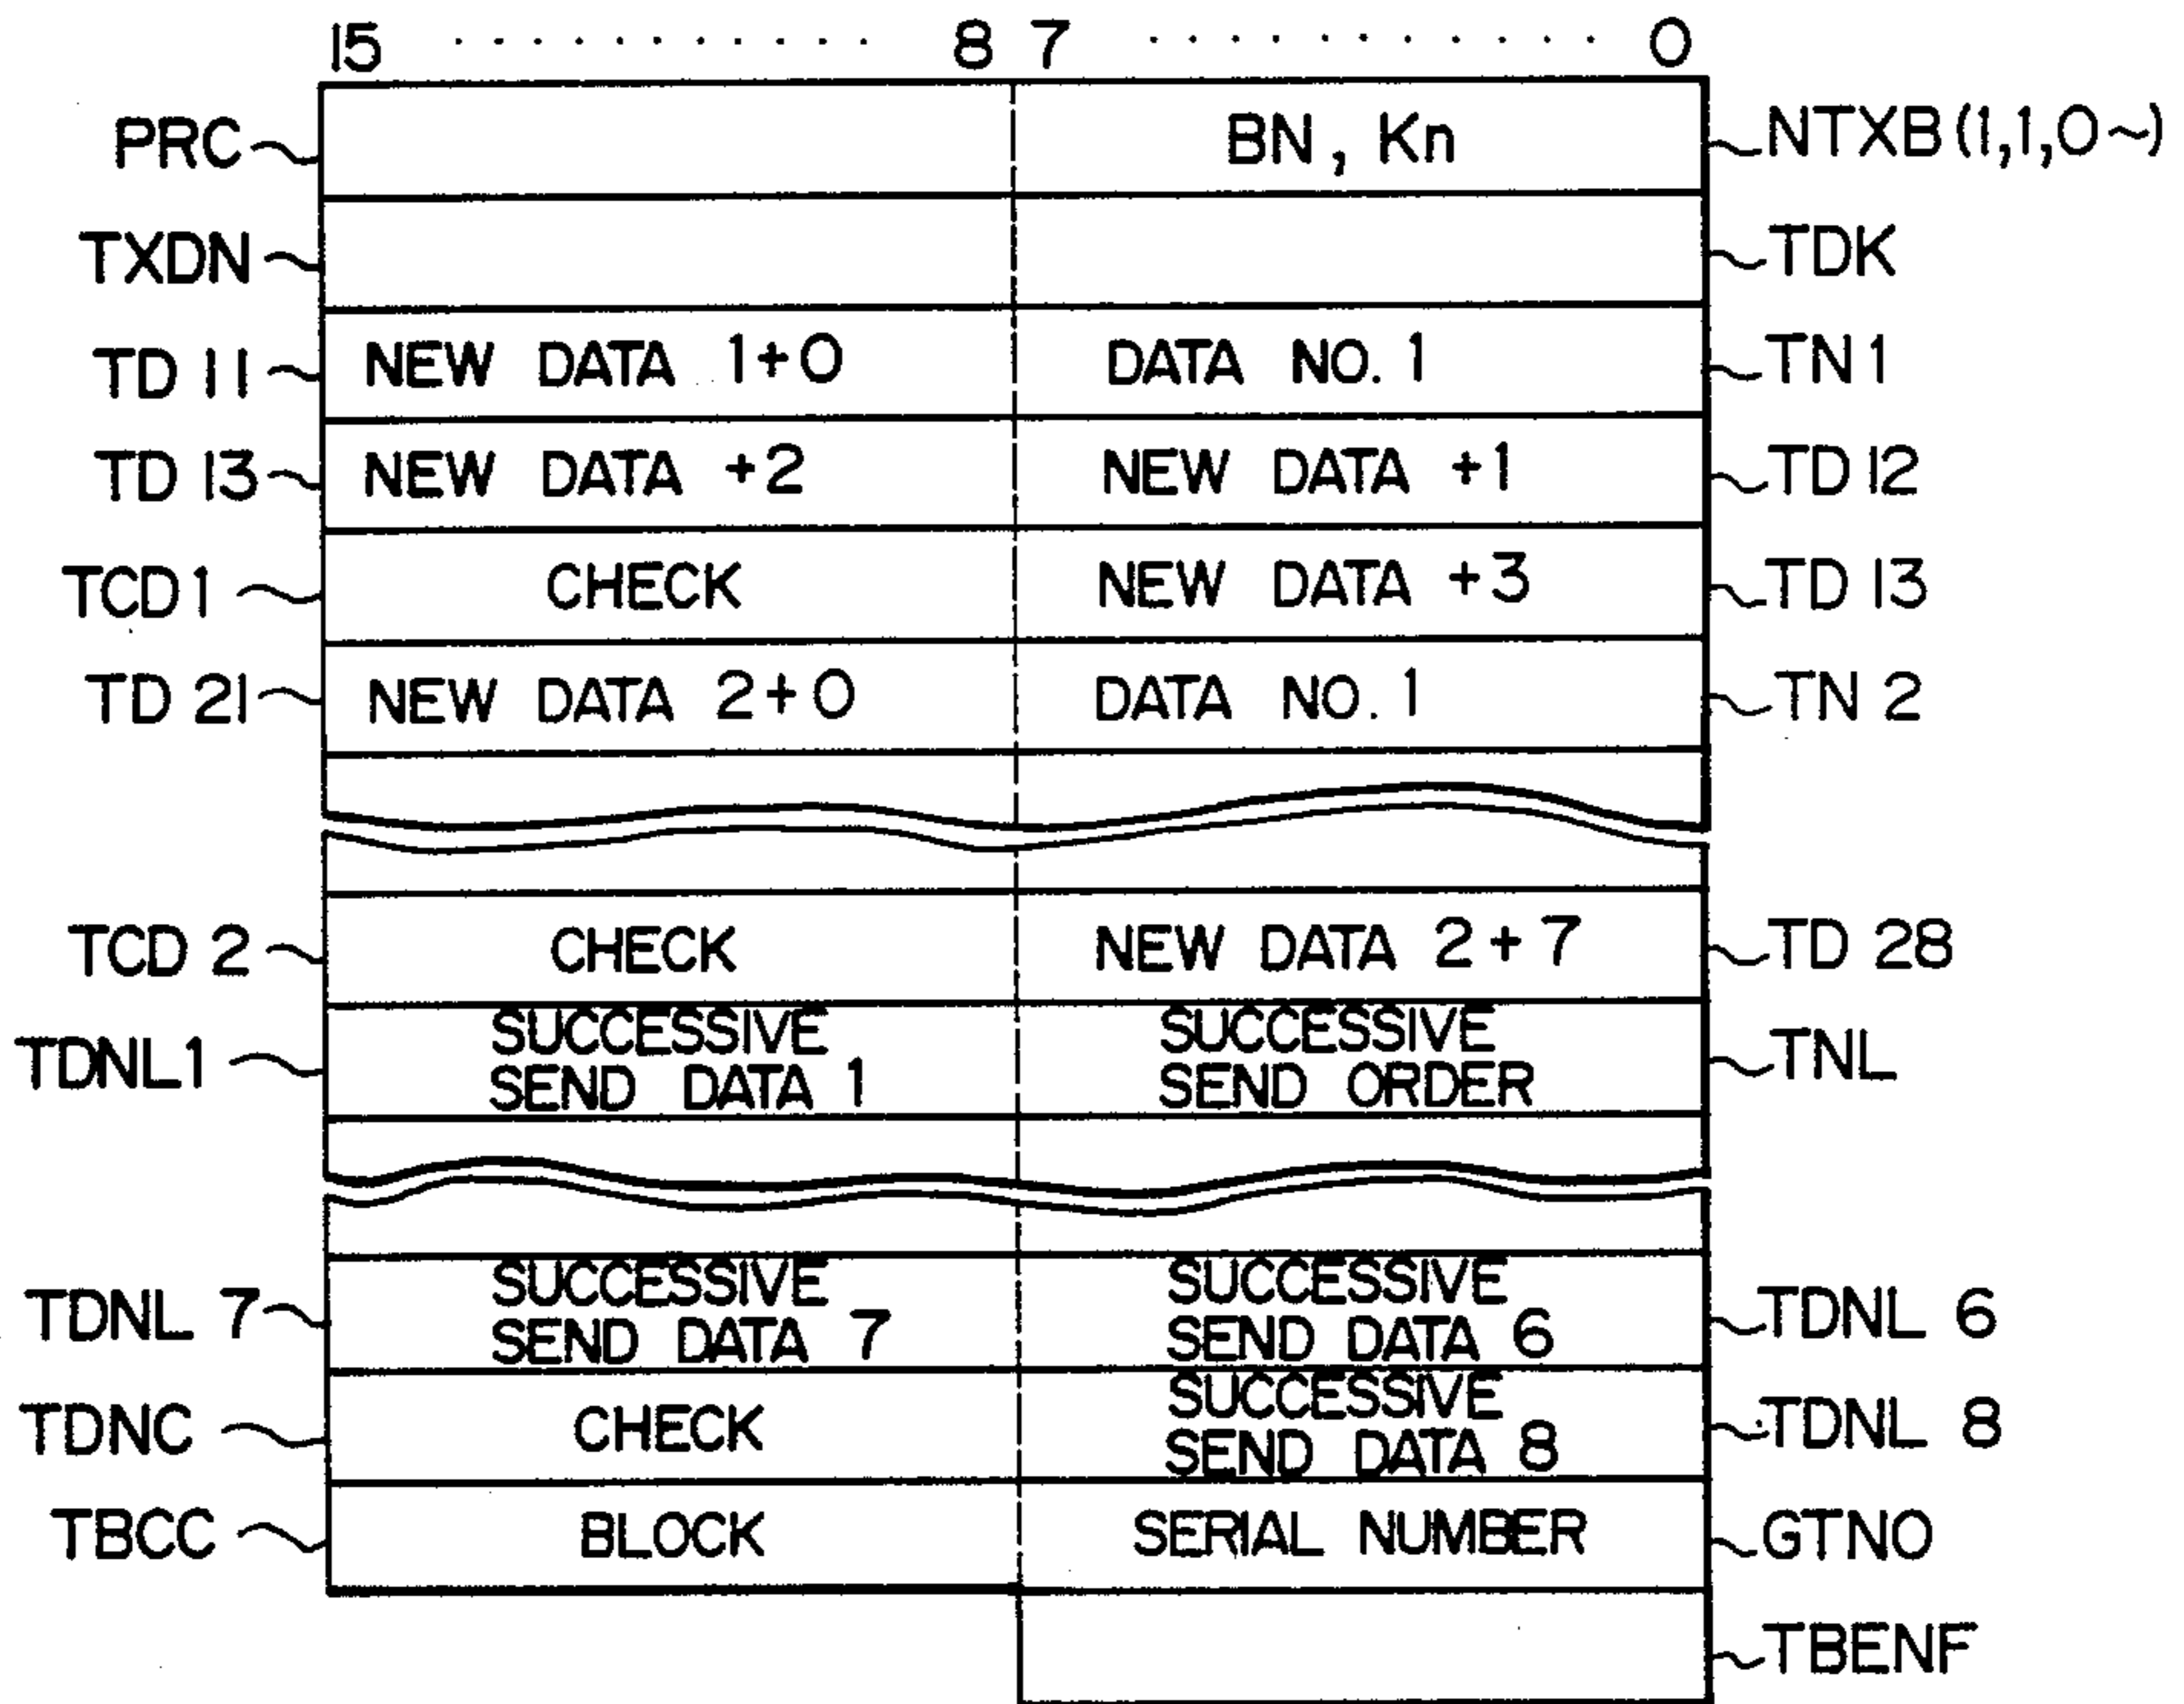 15 ........... 8 7 ........... 0
PRC BN, Kn NTXB(1,1,0~)
TXDN TDK
TD 11 NEW DATA 1+0 DATA NO. 1 TN 1
TD 13 NEW DATA +2 NEW DATA +1 TD 12
TCD 1 CHECK NEW DATA +3 TD 13
TD 21 NEW DATA 2+0 DATA NO. 1 TN 2
TCD 2 CHECK NEW DATA 2+7 TD 28
TDNL1 SUCCESSIVE SEND DATA 1 SUCCESSIVE SEND ORDER TNL
TDNL 7 SUCCESSIVE SEND DATA 7 SUCCESSIVE SEND DATA 6 TDNL 6
TDNC CHECK SUCCESSIVE SEND DATA 8 TDNL 8
TBCC BLOCK SERIAL NUMBER GTNO
TBENF